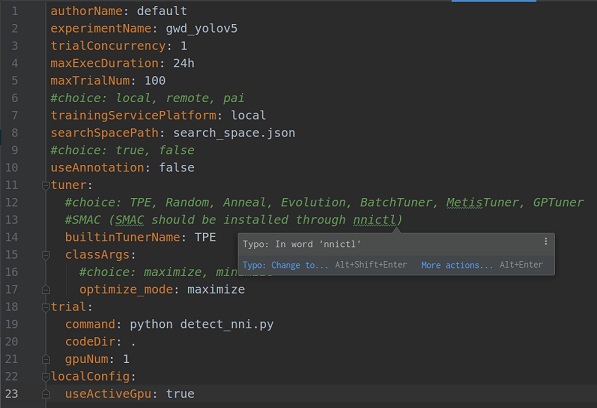 1 authorName: default
2 experimentName: gwd_yolov5
3 trialConcurrency: 1
4 maxExecDuration: 24h
5 maxTrialNum: 100
6 #choice: local, remote, pai
7 trainingServicePlatform: local
8 searchSpacePath: search_space.json
9 #choice: true, false
10 useAnnotation: false
11 tuner:
12 #choice: TPE, Random, Anneal, Evolution, BatchTuner, MetisTuner, GPTuner
13 #SMAC (SMAC should be installed through nnictl)
14 builtinTunerName: TPE
Typo: In word 'nnictl'
15 classArgs:
Typo: Change to... Alt+Shift+Enter More actions... Alt+Enter
16 #choice: maximize,
17 optimize_mode: maximize
18 trial:
19 command: python detect_nni.py
20 codeDir: .
21 gpuNum: 1
22 localConfig:
23 useActiveGpu: true